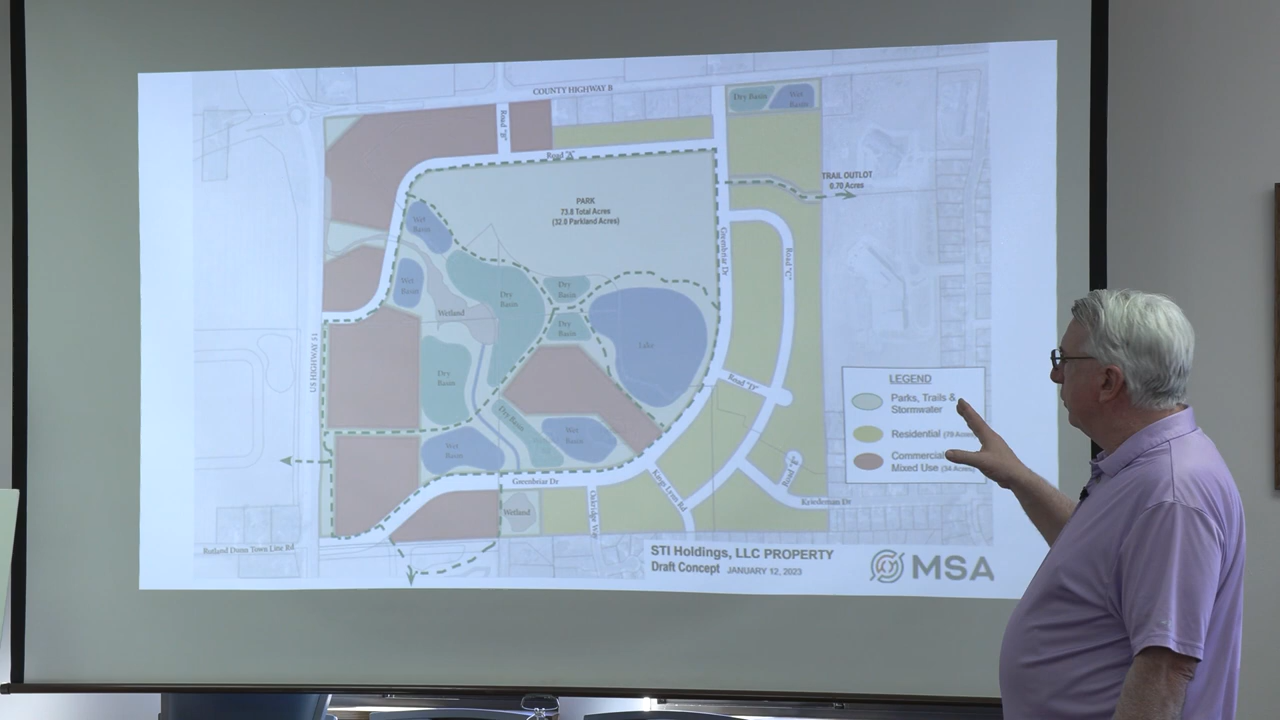 COUNTY HIGHWAY B
Dry Basin
Wet
Basin
Road "B"
Road "A"
TRAIL OUTLOT
0.70 Acres
PARK
73.8 Total Acres
(32.0 Parkland Acres)
Wet
Basin
Greenbriar Dr
Road "C"
Wet
Basin
Dry
Basin
Dry
Basin
Wetland
Dry
Basin
Lake
US HIGHWAY 51
Dry
Basin
Road "D"
LEGEND
Parks, Trails &
Stormwater
Residential (79 Acres)
Commercial
Mixed Use (34 Acres)
Dry Basin
Wet
Basin
Wet
Basin
Greenbriar Dr
Kings Lynn Rd
Oakridge Way
Wetland
Kriedeman Dr
Rutland Dunn Town Line Rd
STI Holdings, LLC PROPERTY
Draft Concept JANUARY 12, 2023
MSA